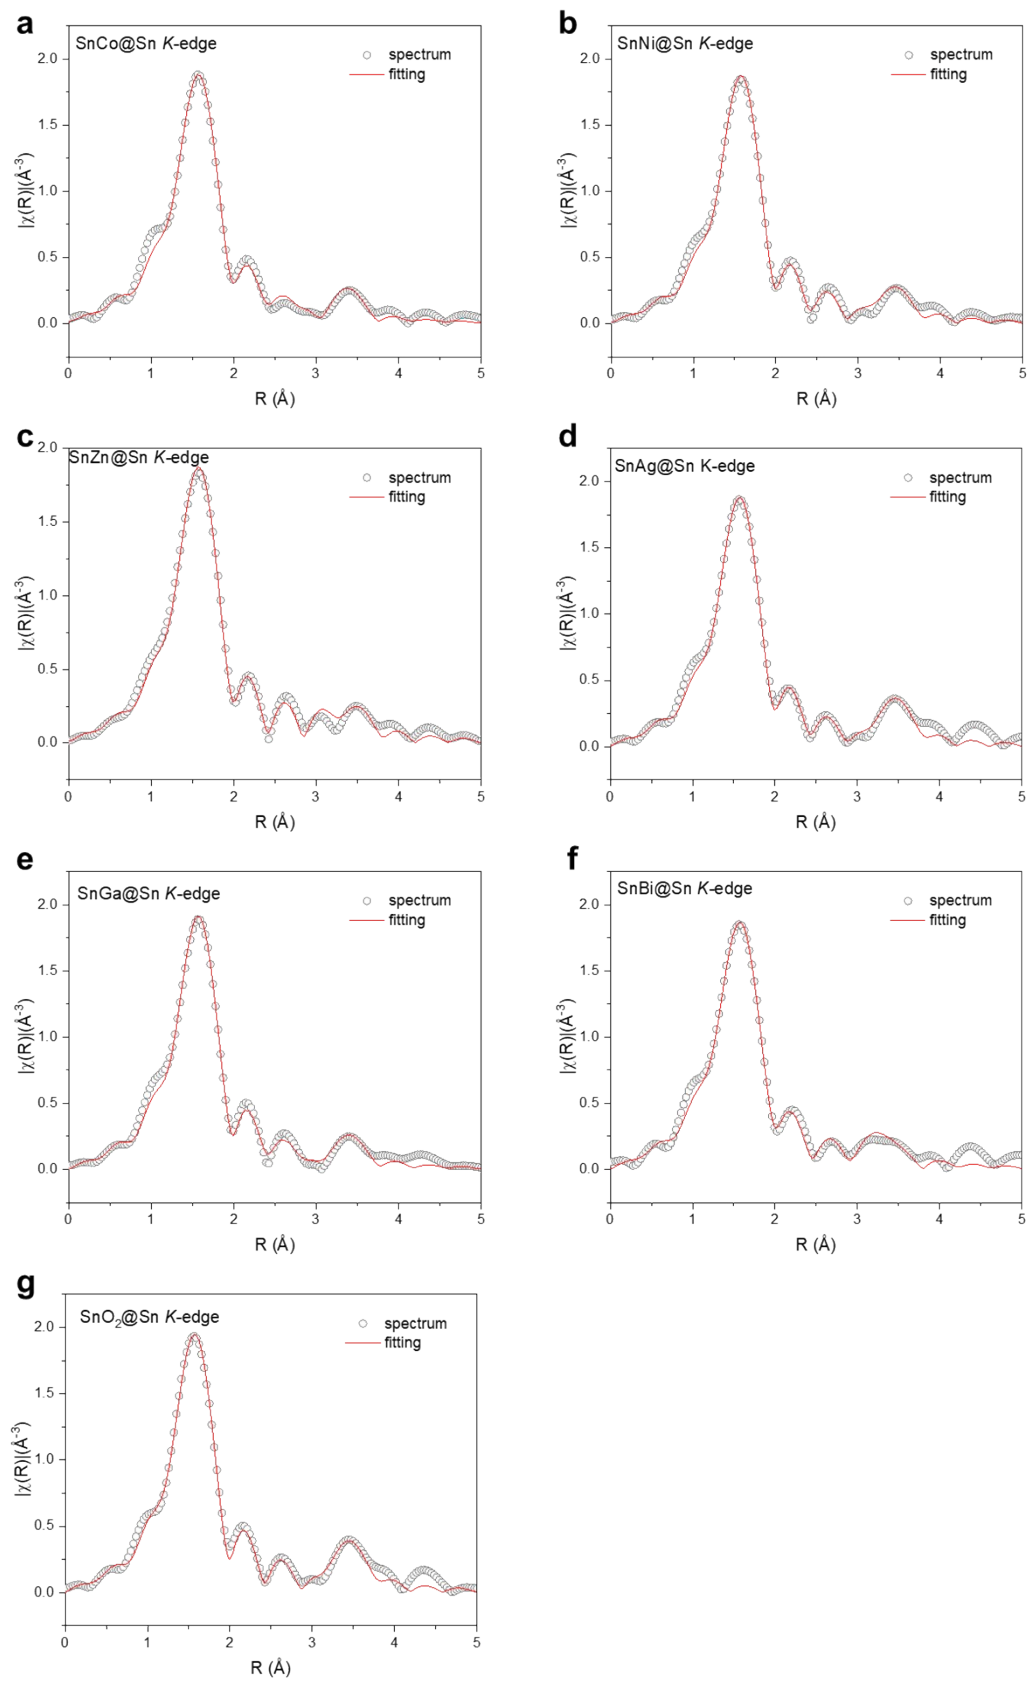 a
SnCo@Sn K-edge
spectrum
fitting
2.0
1.5
1.0
0.5
0.0
|χ(R)|(Å-3)
0 1 2 3 4 5
R (Å)
b
SnNi@Sn K-edge
spectrum
fitting
2.0
1.5
1.0
0.5
0.0
|χ(R)|(Å-3)
0 1 2 3 4 5
R (Å)
c
SnZn@Sn K-edge
spectrum
fitting
2.0
1.5
1.0
0.5
0.0
|χ(R)|(Å-3)
0 1 2 3 4 5
R (Å)
d
SnAg@Sn K-edge
spectrum
fitting
2.0
1.5
1.0
0.5
0.0
|χ(R)|(Å-3)
0 1 2 3 4 5
R (Å)
e
SnGa@Sn K-edge
spectrum
fitting
2.0
1.5
1.0
0.5
0.0
|χ(R)|(Å-3)
0 1 2 3 4 5
R (Å)
f
SnBi@Sn K-edge
spectrum
fitting
2.0
1.5
1.0
0.5
0.0
|χ(R)|(Å-3)
0 1 2 3 4 5
R (Å)
g
SnO2@Sn K-edge
spectrum
fitting
2.0
1.5
1.0
0.5
0.0
|χ(R)|(Å-3)
0 1 2 3 4 5
R (Å)